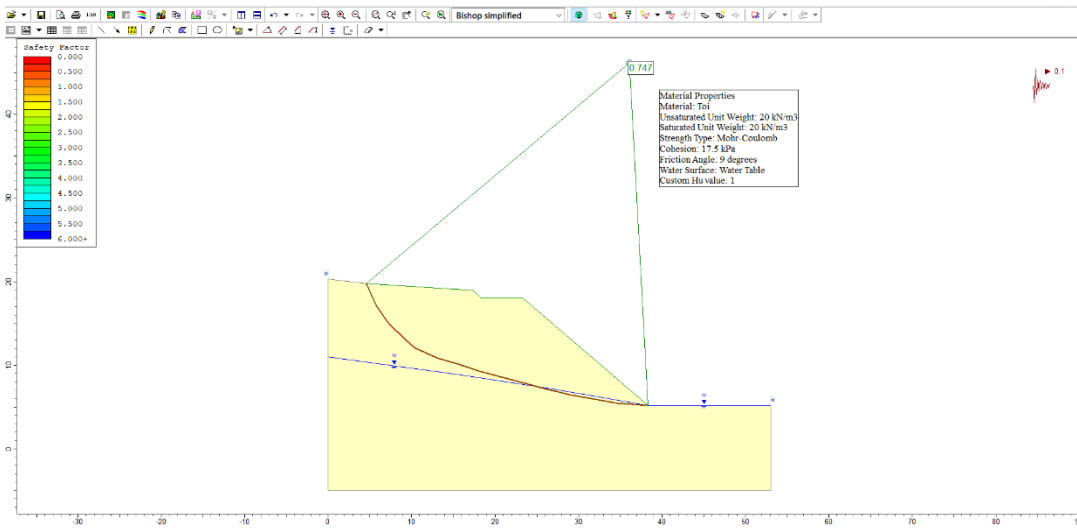 1:00
Bishop simplified
Safety Factor
0.000
0.500
1.000
1.500
2.000
2.500
3.000
3.500
4.000
4.500
5.000
5.500
6.000+
0.747
0.1
Material Properties
Material: Toi
Unsaturated Unit Weight: 20 kN/m3
Saturated Unit Weight: 20 kN/m3
Strength Type: Mohr-Coulomb
Cohesion: 17.5 kPa
Friction Angle: 9 degrees
Water Surface: Water Table
Custom Hu value: 1
40
30
20
10
0
-30 -20 -10 0 10 20 30 40 50 60 70 80